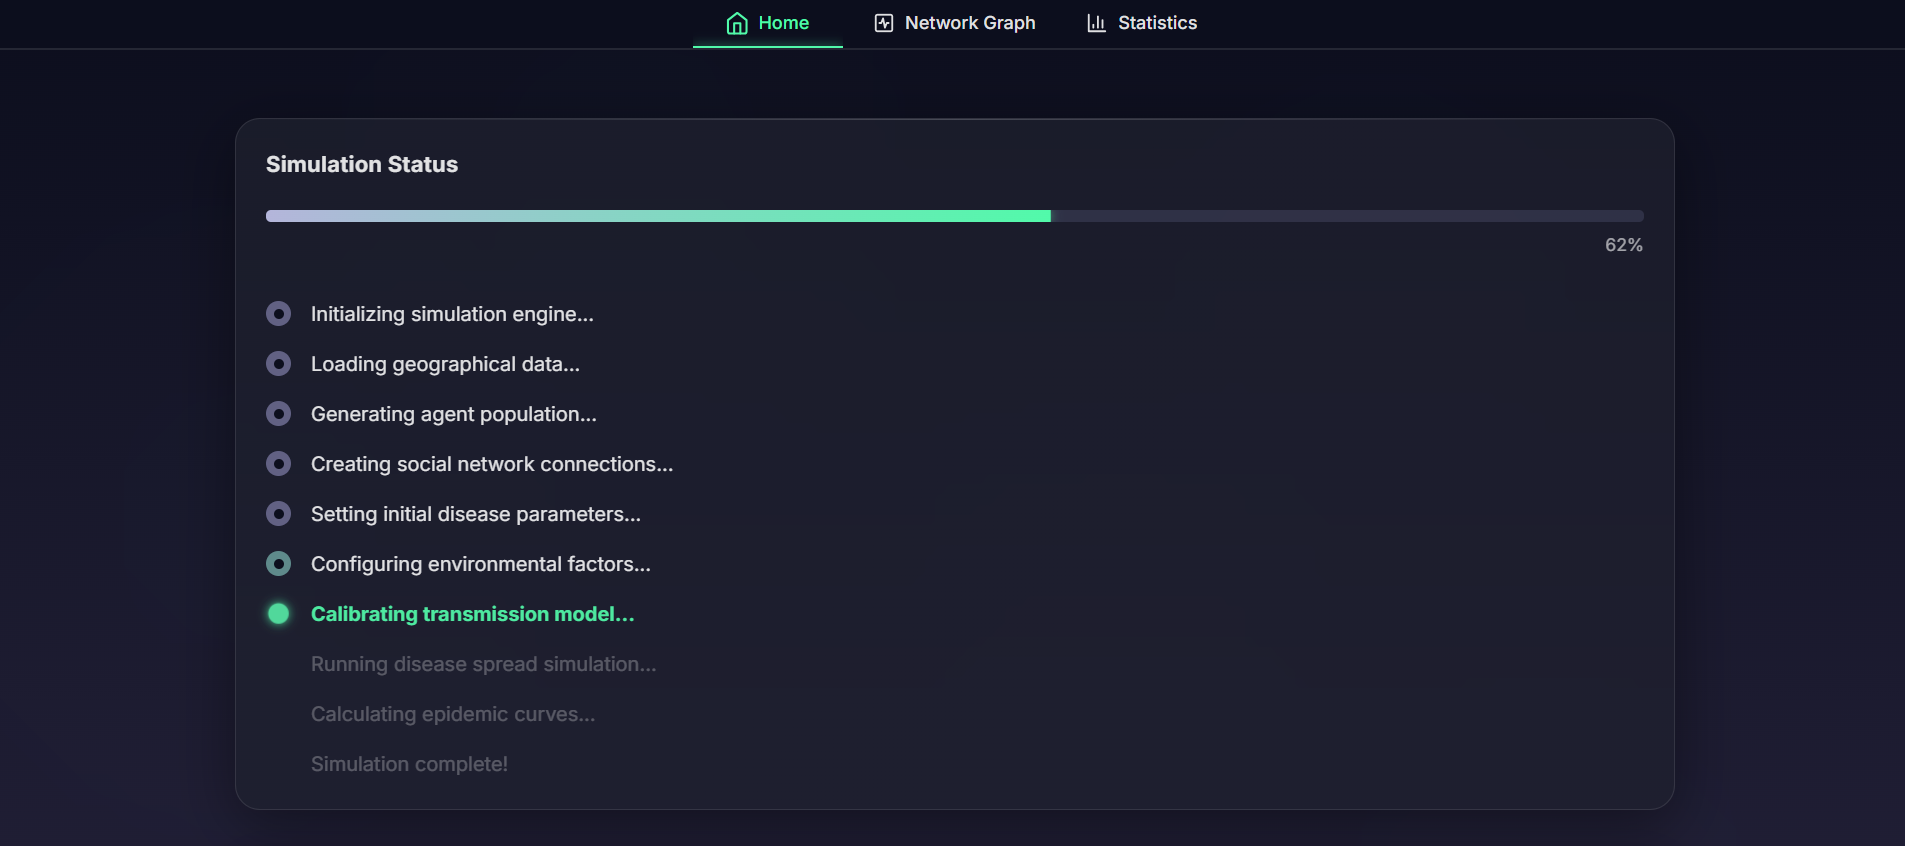 Home Network Graph Statistics
Simulation Status
62%
Initializing simulation engine...
Loading geographical data...
Generating agent population...
Creating social network connections...
Setting initial disease parameters...
Configuring environmental factors...
Calibrating transmission model...
Running disease spread simulation...
Calculating epidemic curves...
Simulation complete!